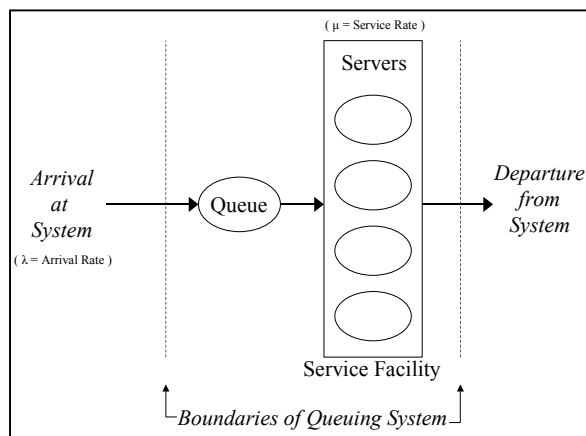 ( μ = Service Rate )
Servers
Arrival
at
System
( λ = Arrival Rate )
Queue
Departure
from
System
Service Facility
Boundaries of Queuing System